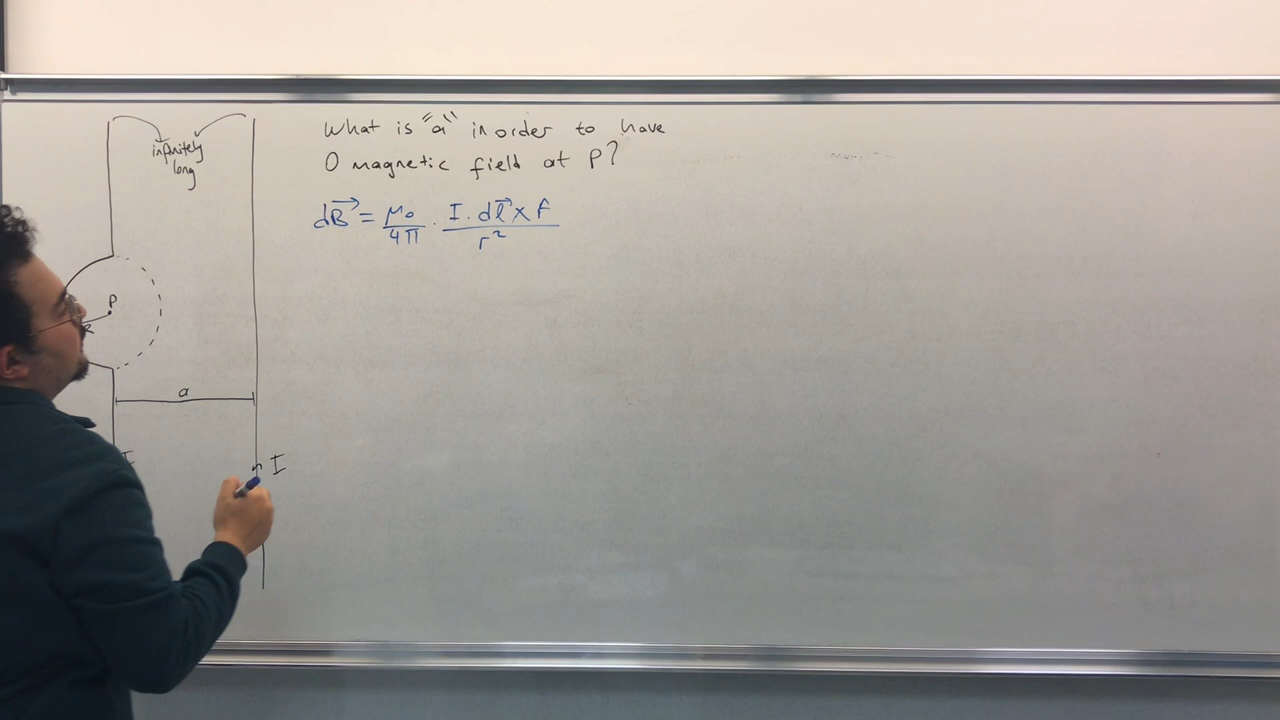 What is "a" in order to have
0 magnetic field at P?
dB⃗ = μ₀/4π · I · dl⃗ × r̂ / r²
infinitely
long
P
R
a
I
I